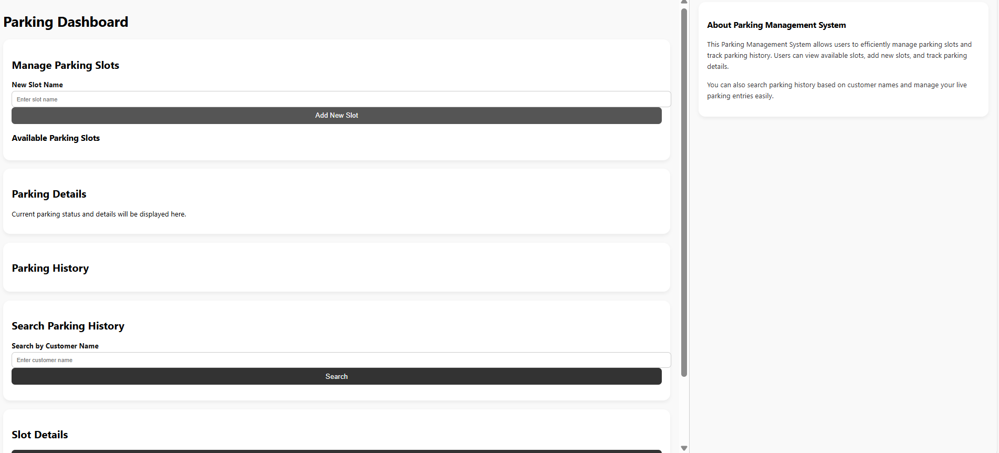 Parking Dashboard
Manage Parking Slots
New Slot Name
Enter slot name
Add New Slot
Available Parking Slots
Parking Details
Current parking status and details will be displayed here.
Parking History
Search Parking History
Search by Customer Name
Enter customer name
Search
Slot Details
About Parking Management System
This Parking Management System allows users to efficiently manage parking slots and
track parking history. Users can view available slots, add new slots, and track parking
details.
You can also search parking history based on customer names and manage your live
parking entries easily.